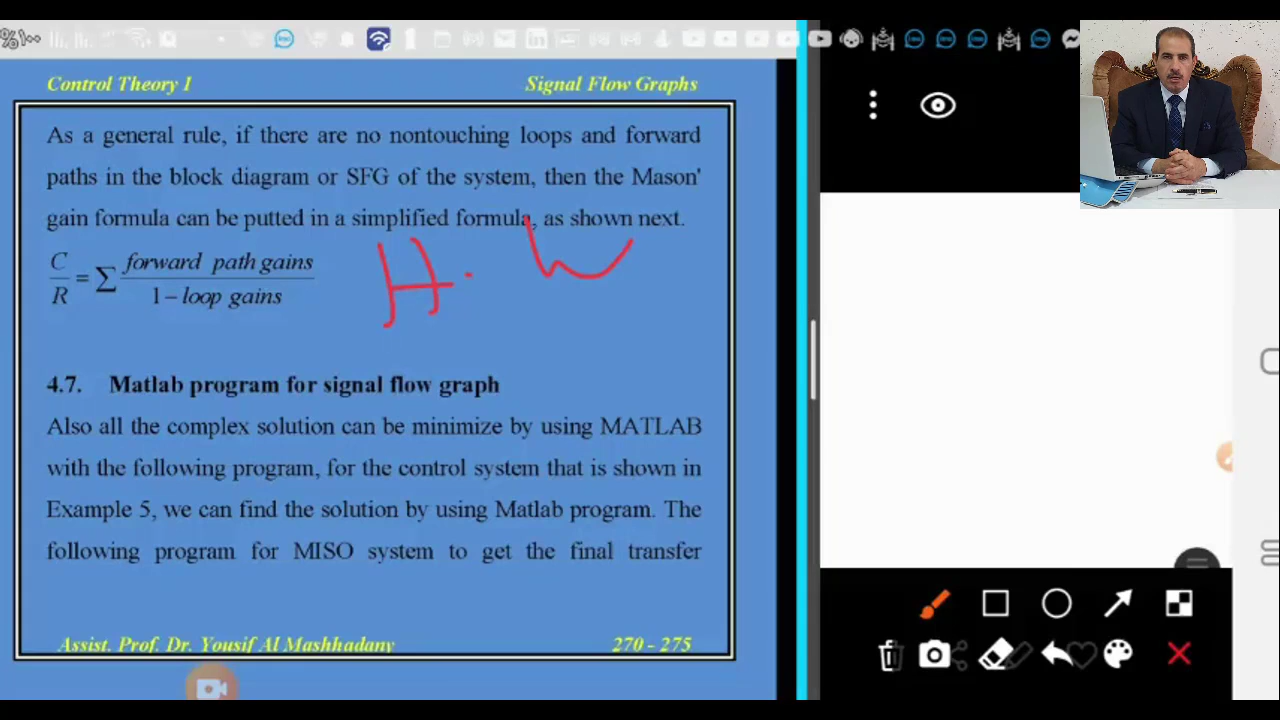 %١٠٠
Control Theory I
Signal Flow Graphs
As a general rule, if there are no nontouching loops and forward
paths in the block diagram or SFG of the system, then the Mason'
gain formula can be putted in a simplified formula, as shown next.
C/R = ∑ forward path gains / 1 – loop gains
H. W
4.7. Matlab program for signal flow graph
Also all the complex solution can be minimize by using MATLAB
with the following program, for the control system that is shown in
Example 5, we can find the solution by using Matlab program. The
following program for MISO system to get the final transfer
Assist. Prof. Dr. Yousif Al Mashhadany
270 - 275